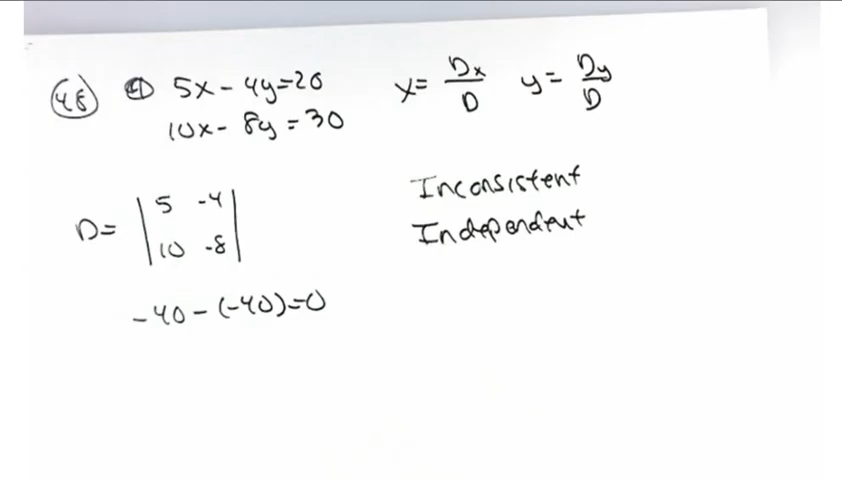 48 5x - 4y = 20 x = Dx/D y = Dy/D
10x - 8y = 30
Inconsistent
D = | 5 -4 |
| 10 -8 |
Independent
-40 - (-40) = 0